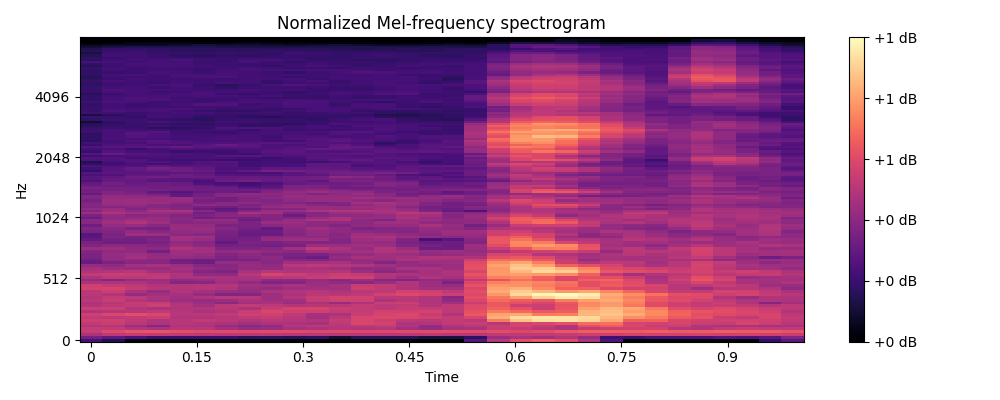 Normalized Mel-frequency spectrogram
Hz
4096
2048
1024
512
0
0 0.15 0.3 0.45 0.6 0.75 0.9
Time
+1 dB
+1 dB
+1 dB
+0 dB
+0 dB
+0 dB